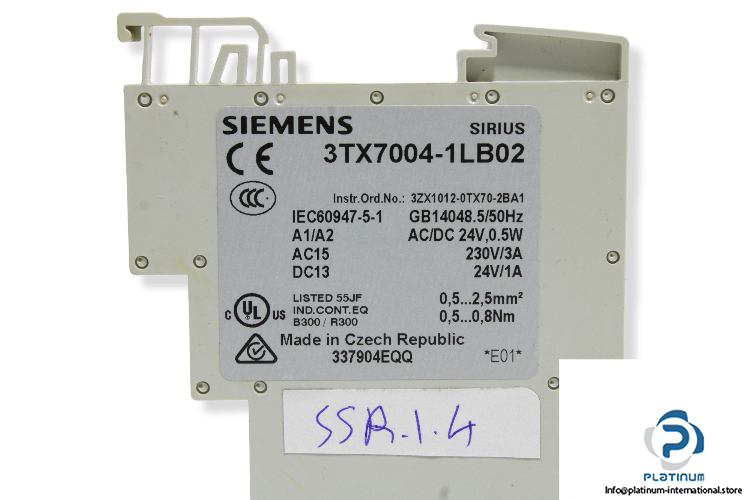 SIEMENS SIRIUS
CE 3TX7004-1LB02
CCC
Instr.Ord.No.: 3ZX1012-0TX70-2BA1
IEC60947-5-1 GB14048.5/50Hz
A1/A2 AC/DC 24V,0.5W
AC15 230V/3A
DC13 24V/1A
LISTED 55JF 0,5...2,5mm²
C UL US IND.CONT.EQ
B300 / R300 0,5...0,8Nm
Made in Czech Republic
337904EQQ *E01*
SSR.1.4
PLATINUM
Info@platinum-international.store